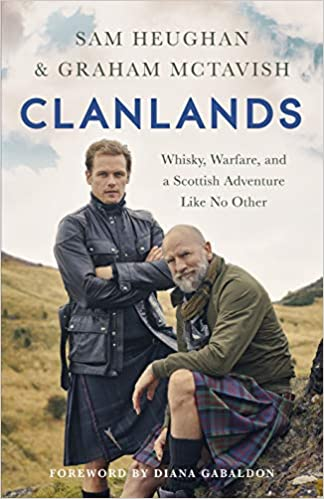 SAM HEUGHAN
& GRAHAM MCTAVISH
CLANLANDS
Whisky, Warfare, and
a Scottish Adventure
Like No Other
FOREWORD BY DIANA GABALDON